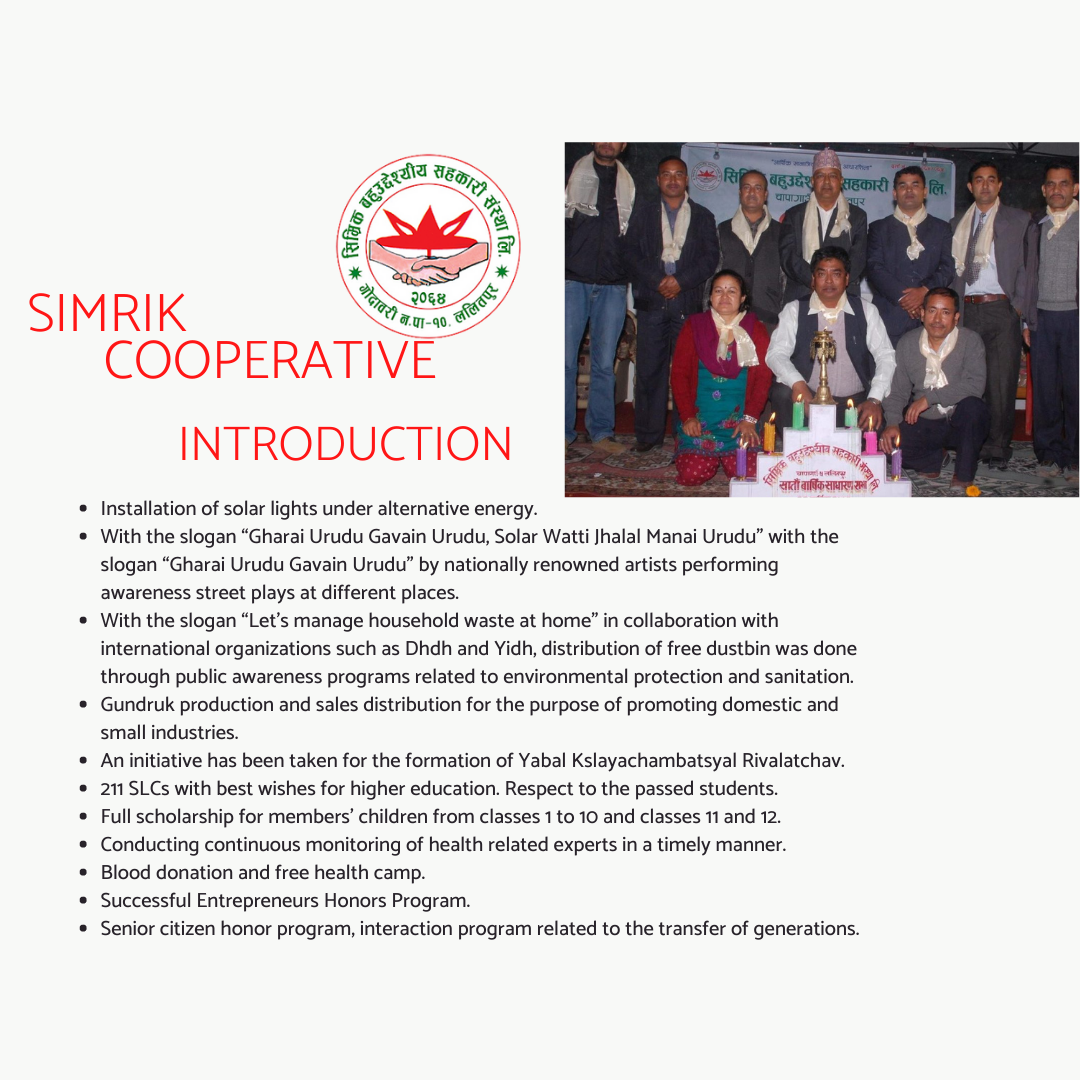 सिम्रिक बहुउद्देश्यीय सहकारी संस्था लि.
२०६४
गोदावरी न.पा-१०, ललितपुर
SIMRIK
COOPERATIVE
INTRODUCTION
सहकारी
लि.
सिम्रिक बहुउद्देश्यीय सहकारी संस्था लि.
सातौं वार्षिक साधारण सभा
• Installation of solar lights under alternative energy.
• With the slogan “Gharai Urudu Gavain Urudu, Solar Watti Jhalal Manai Urudu” with the
slogan “Gharai Urudu Gavain Urudu” by nationally renowned artists performing
awareness street plays at different places.
• With the slogan “Let’s manage household waste at home” in collaboration with
international organizations such as Dhdh and Yidh, distribution of free dustbin was done
through public awareness programs related to environmental protection and sanitation.
• Gundruk production and sales distribution for the purpose of promoting domestic and
small industries.
• An initiative has been taken for the formation of Yabal Kslayachambatsyal Rivalatchav.
• 211 SLCs with best wishes for higher education. Respect to the passed students.
• Full scholarship for members’ children from classes 1 to 10 and classes 11 and 12.
• Conducting continuous monitoring of health related experts in a timely manner.
• Blood donation and free health camp.
• Successful Entrepreneurs Honors Program.
• Senior citizen honor program, interaction program related to the transfer of generations.